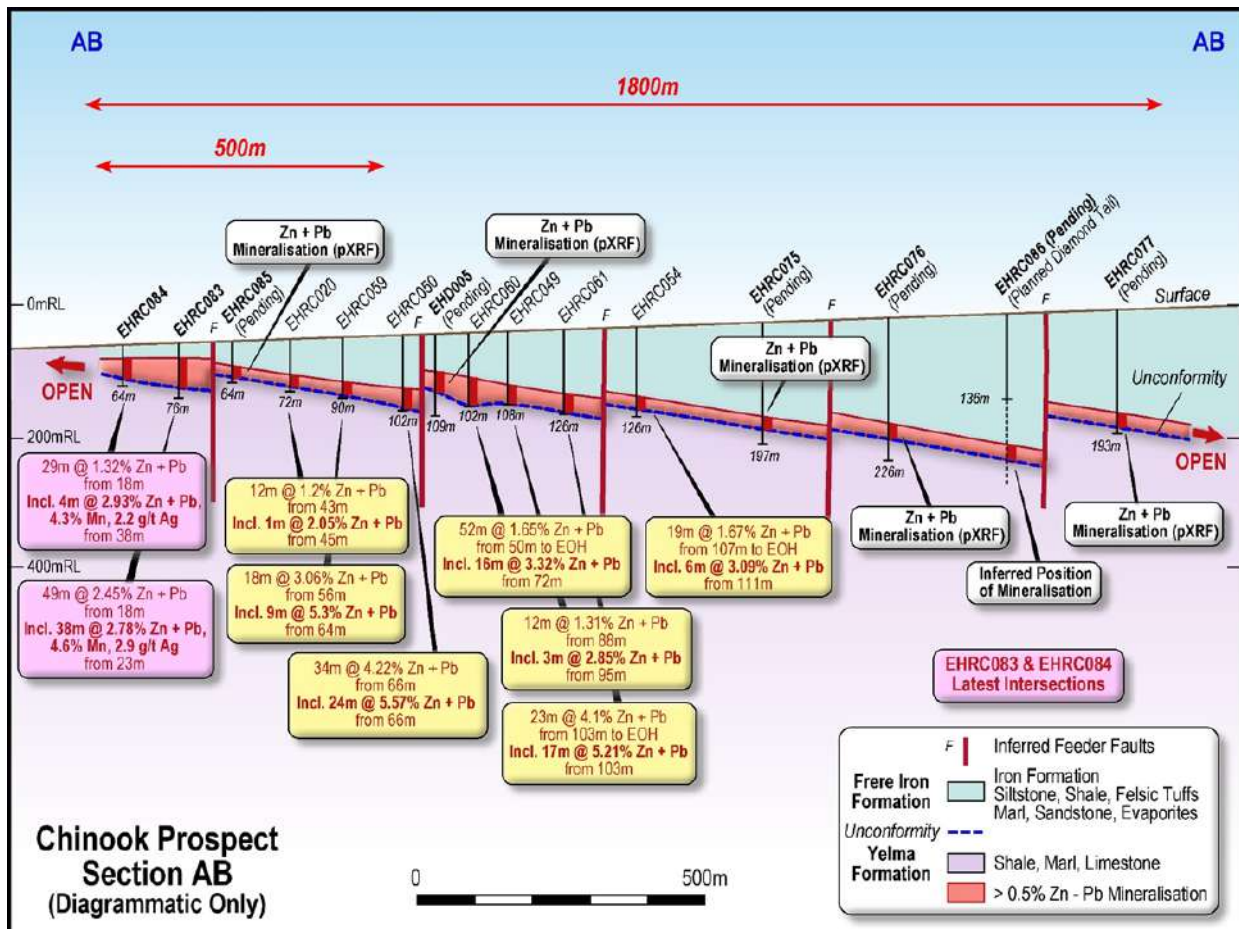 AB
AB
1800m
500m
Zn + Pb
Mineralisation (pXRF)
Zn + Pb
Mineralisation (pXRF)
EHRC084
EHRC083
F
EHRC085
(Pending)
EHRC020
EHRC059
EHRC050
F
EHD005
(Pending)
EHRC060
EHRC049
EHRC061
F
EHRC054
EHRC075
(Pending)
F
EHRC076
(Pending)
EHRC086 (Pending)
(Planned Diamond Tail)
F
EHRC077
(Pending)
0mRL
Surface
Zn + Pb
Mineralisation (pXRF)
Unconformity
OPEN
64m
76m
64m
72m
90m
102m
109m
102m
108m
126m
126m
197m
226m
136m
193m
OPEN
200mRL
29m @ 1.32% Zn + Pb
from 18m
Incl. 4m @ 2.93% Zn + Pb,
4.3% Mn, 2.2 g/t Ag
from 38m
12m @ 1.2% Zn + Pb
from 43m
Incl. 1m @ 2.05% Zn + Pb
from 45m
52m @ 1.65% Zn + Pb
from 50m to EOH
Incl. 16m @ 3.32% Zn + Pb
from 72m
19m @ 1.67% Zn + Pb
from 107m to EOH
Incl. 6m @ 3.09% Zn + Pb
from 111m
Zn + Pb
Mineralisation (pXRF)
Zn + Pb
Mineralisation (pXRF)
400mRL
Inferred Position
of Mineralisation
49m @ 2.45% Zn + Pb
from 18m
Incl. 38m @ 2.78% Zn + Pb,
4.6% Mn, 2.9 g/t Ag
from 23m
18m @ 3.06% Zn + Pb
from 56m
Incl. 9m @ 5.3% Zn + Pb
from 64m
12m @ 1.31% Zn + Pb
from 88m
Incl. 3m @ 2.85% Zn + Pb
from 95m
34m @ 4.22% Zn + Pb
from 66m
Incl. 24m @ 5.57% Zn + Pb
from 66m
23m @ 4.1% Zn + Pb
from 103m to EOH
Incl. 17m @ 5.21% Zn + Pb
from 103m
EHRC083 & EHRC084
Latest Intersections
F Inferred Feeder Faults
Frere Iron
Formation
Iron Formation
Siltstone, Shale, Felsic Tuffs
Marl, Sandstone, Evaporites
Unconformity
Yelma
Formation
Shale, Marl, Limestone
> 0.5% Zn - Pb Mineralisation
Chinook Prospect
Section AB
(Diagrammatic Only)
0
500m